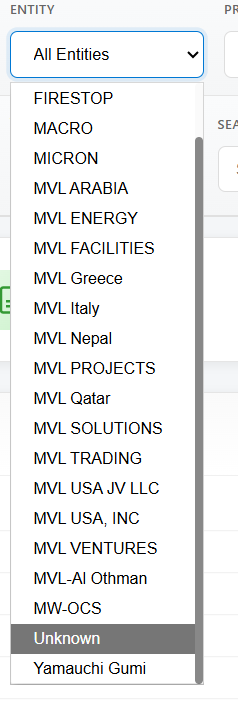 ENTITY
PR
All Entities
SEA
FIRESTOP
MACRO
MICRON
MVL ARABIA
MVL ENERGY
MVL FACILITIES
MVL Greece
MVL Italy
MVL Nepal
MVL PROJECTS
MVL Qatar
MVL SOLUTIONS
MVL TRADING
MVL USA JV LLC
MVL USA, INC
MVL VENTURES
MVL-Al Othman
MW-OCS
Unknown
Yamauchi Gumi